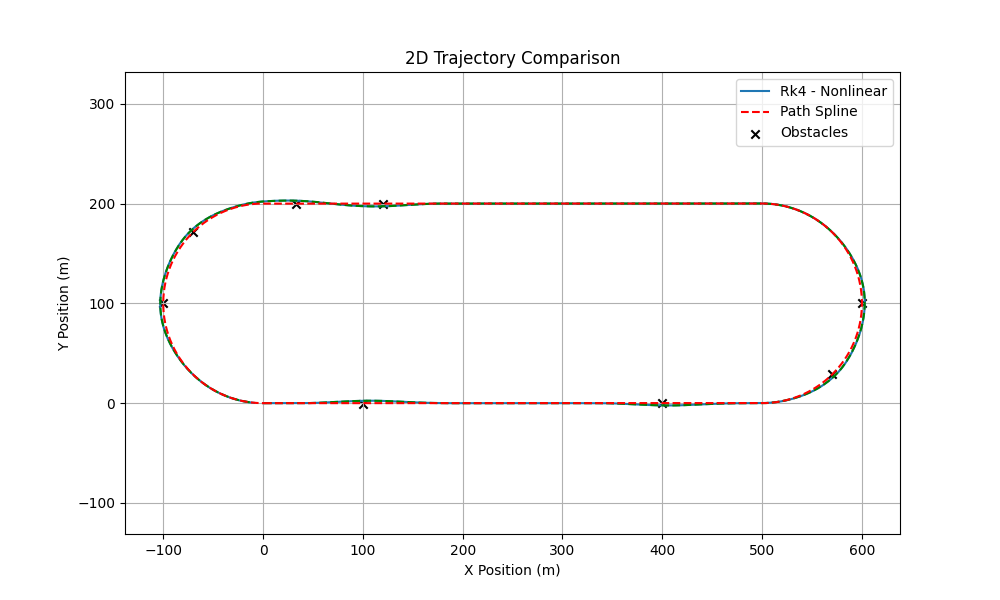 2D Trajectory Comparison
Rk4 - Nonlinear
Path Spline
Obstacles
Y Position (m)
300
200
100
0
−100
−100
0
100
200
300
400
500
600
X Position (m)